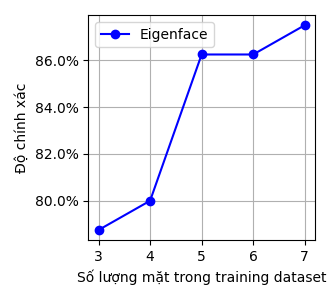 Eigenface
86.0%
84.0%
82.0%
80.0%
Độ chính xác
3 4 5 6 7
Số lượng mặt trong training dataset